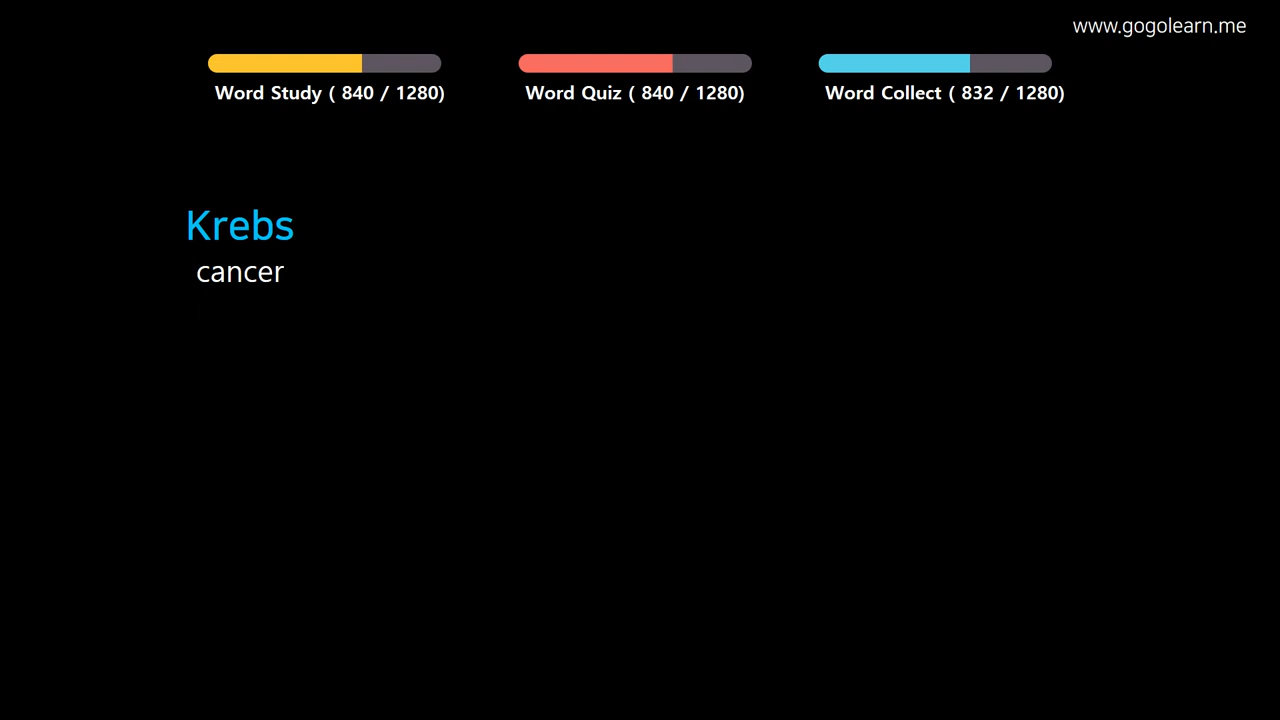 www.gogolearn.me
Word Study ( 840 / 1280)
Word Quiz ( 840 / 1280)
Word Collect ( 832 / 1280)
Krebs
cancer